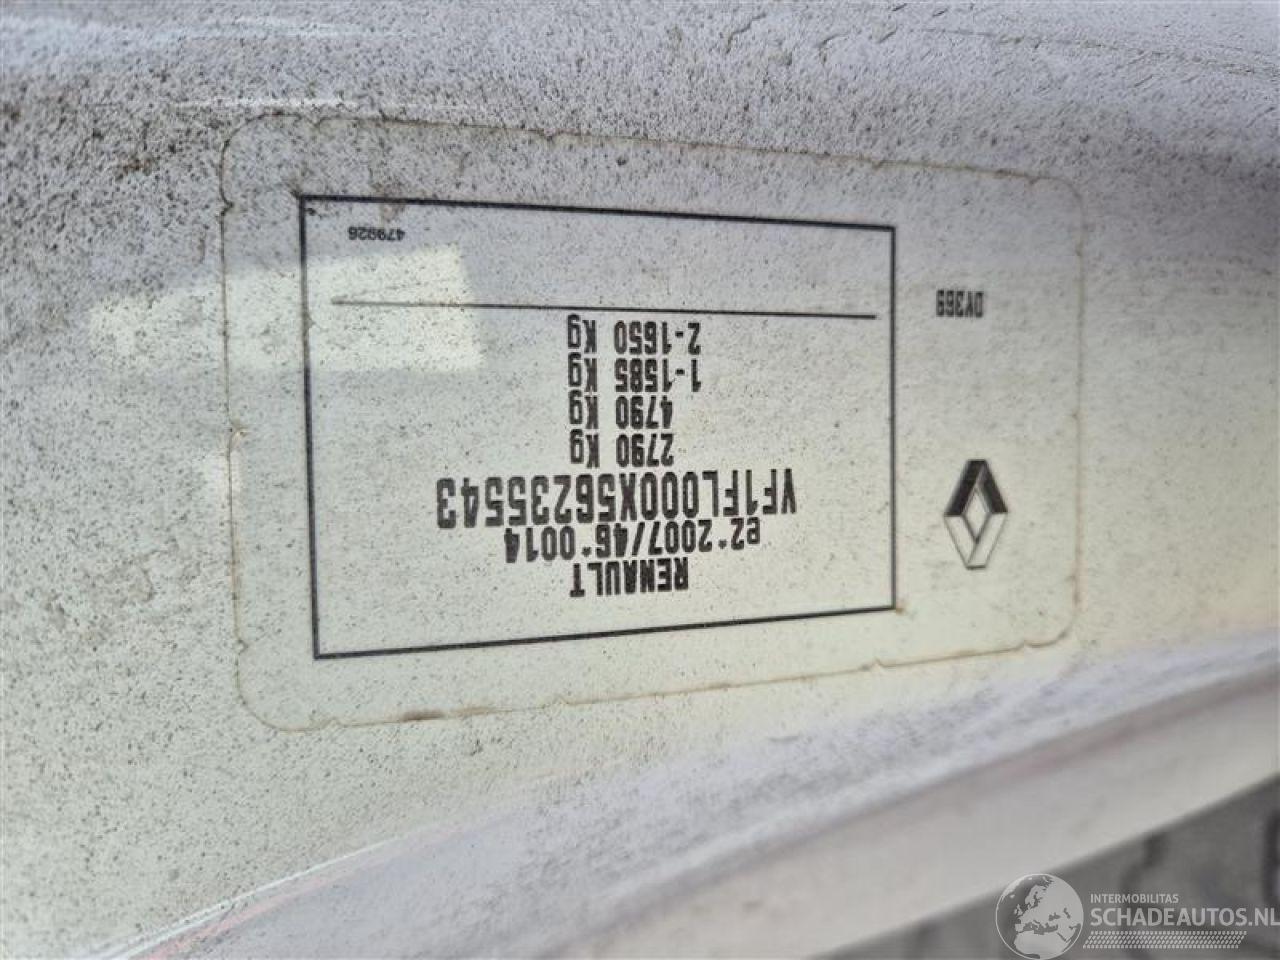 RENAULT
e2*2007/46*0014
VF1FL000X56235543
2790 Kg
4790 Kg
1-1585 Kg
2-1650 Kg
479926
DY369
INTERMOBILITAS
SCHADEAUTOS.NL